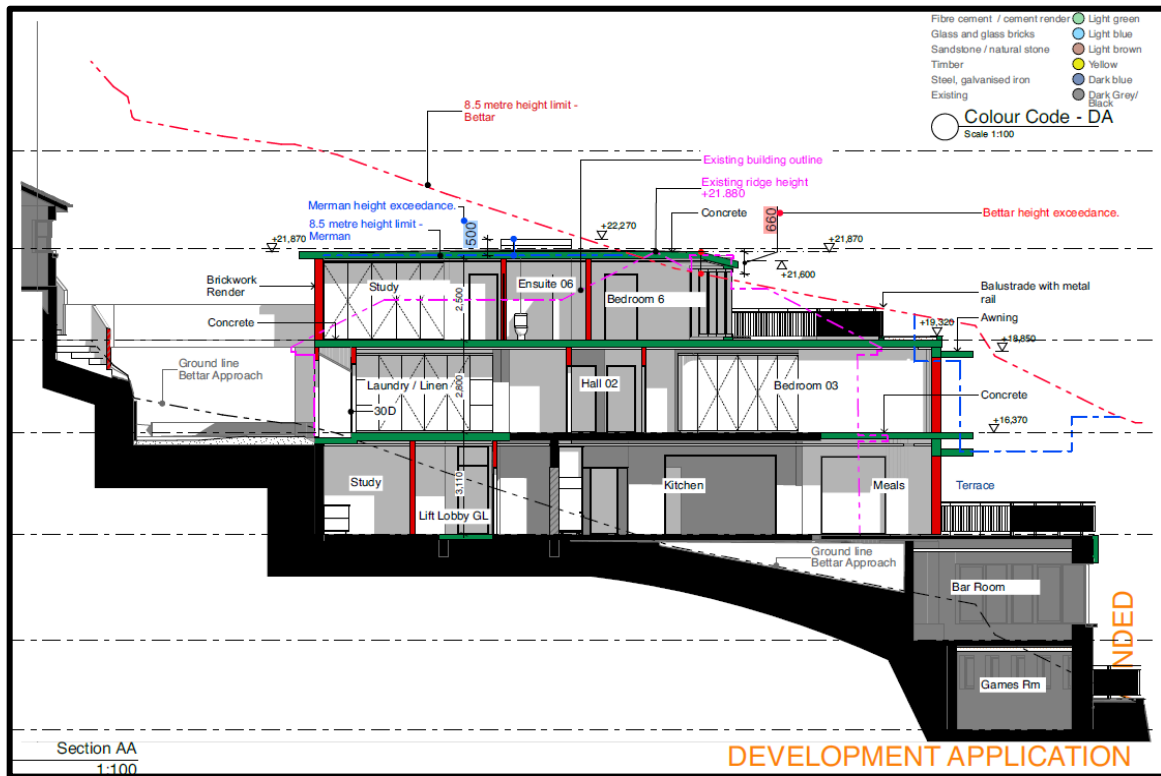 Fibre cement / cement render Light green
Glass and glass bricks Light blue
Sandstone / natural stone Light brown
Timber Yellow
Steel, galvanised iron Dark blue
Existing Dark Grey/
Black
Colour Code - DA
Scale 1:100
8.5 metre height limit -
Bettar
Existing building outline
Existing ridge height
+21.880
Merman height exceedance.
8.5 metre height limit -
Merman
500
Concrete
660
Bettar height exceedance.
+21,870
+22,270
+21,870
+21,600
Brickwork
Render
Study
2,500
Ensuite 06
Bedroom 6
Balustrade with metal
rail
Awning
Concrete
+19,320
+18,850
Ground line
Bettar Approach
Laundry / Linen
2,800
30D
Hall 02
Bedroom 03
Concrete
+16,370
Study
3,110
Lift Lobby GL
Kitchen
Meals
Terrace
Ground line
Bettar Approach
Bar Room
Games Rm
NDED
Section AA
1:100
DEVELOPMENT APPLICATION